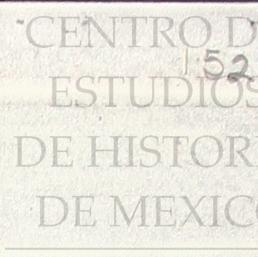 CENTRO D
152
ESTUDIOS
DE HISTOR
DE MEXICO